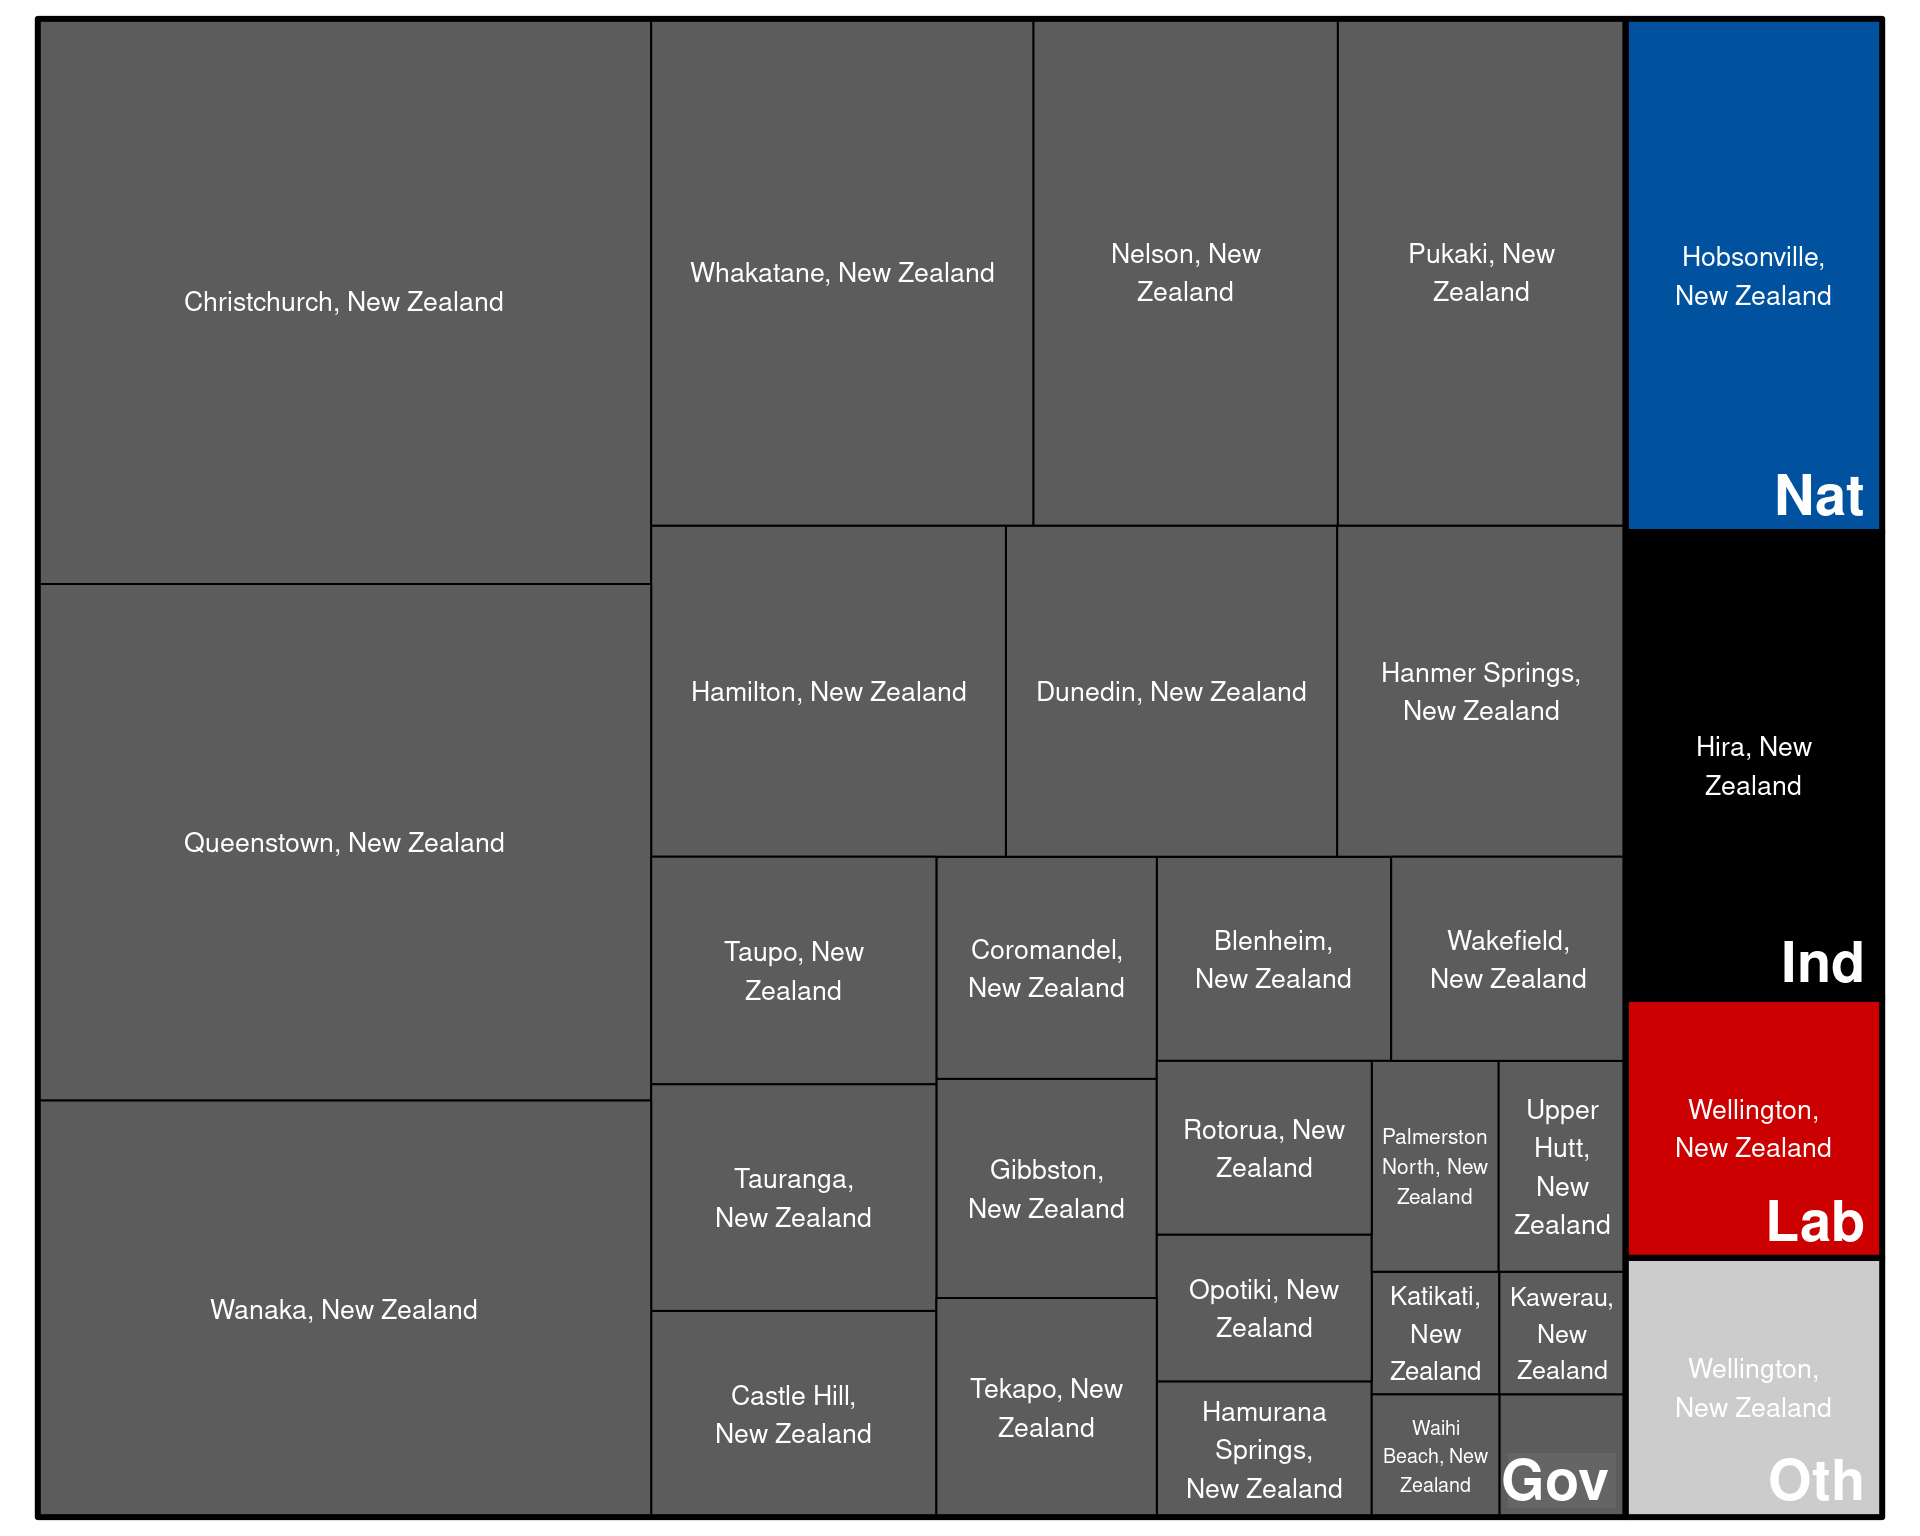 Christchurch, New Zealand
Queenstown, New Zealand
Wanaka, New Zealand
Whakatane, New Zealand
Nelson, New
Zealand
Pukaki, New
Zealand
Hamilton, New Zealand
Dunedin, New Zealand
Hanmer Springs,
New Zealand
Taupo, New
Zealand
Tauranga,
New Zealand
Castle Hill,
New Zealand
Coromandel,
New Zealand
Gibbston,
New Zealand
Tekapo, New
Zealand
Blenheim,
New Zealand
Wakefield,
New Zealand
Rotorua, New
Zealand
Opotiki, New
Zealand
Hamurana
Springs,
New Zealand
Palmerston
North, New
Zealand
Upper
Hutt,
New
Zealand
Katikati,
New
Zealand
Kawerau,
New
Zealand
Waihi
Beach, New
Zealand
Gov
Hobsonville,
New Zealand
Nat
Hira, New
Zealand
Ind
Wellington,
New Zealand
Lab
Wellington,
New Zealand
Oth